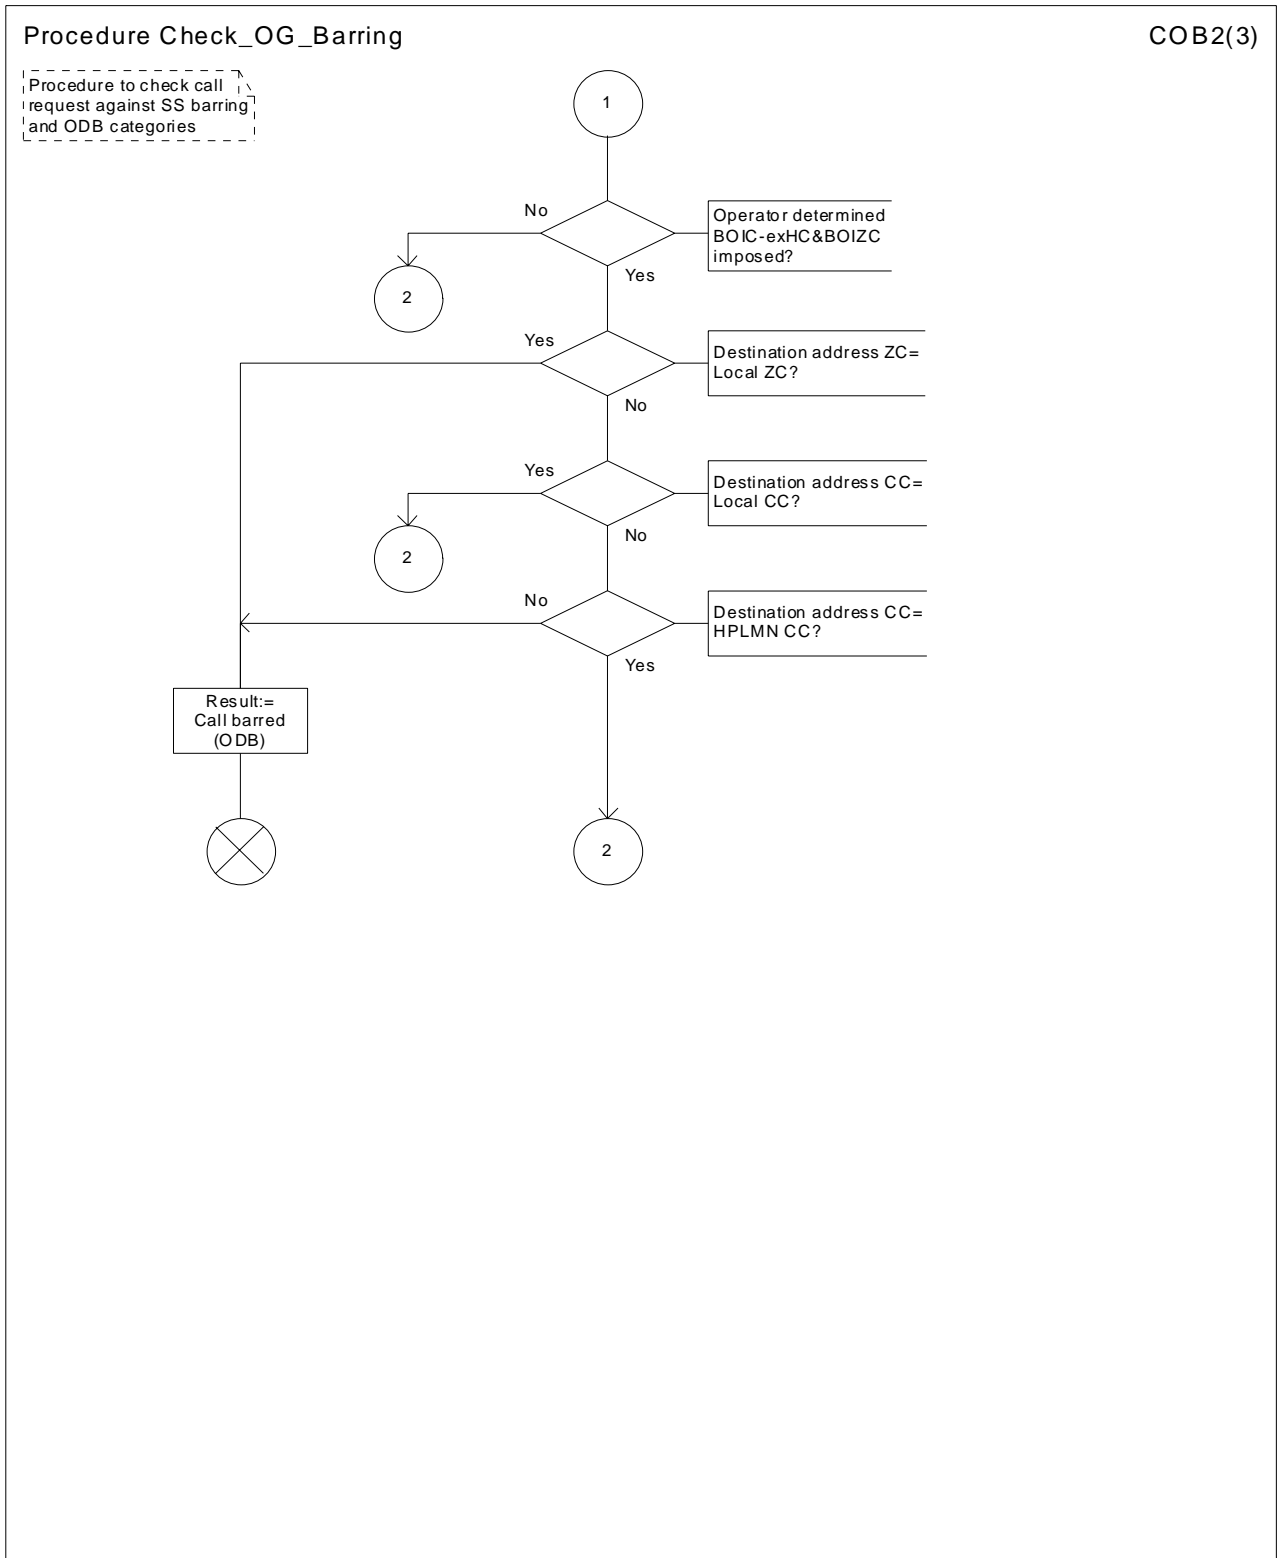 Procedure Check_OG_Barring
COB2(3)
Procedure to check call
request against SS barring
and ODB categories
1
No
Operator determined
BOIC-exHC&BOIZC
imposed?
Yes
2
Yes
Destination address ZC=
Local ZC?
No
Yes
Destination address CC=
Local CC?
No
2
No
Destination address CC=
HPLMN CC?
Yes
Result:=
Call barred
(ODB)
2